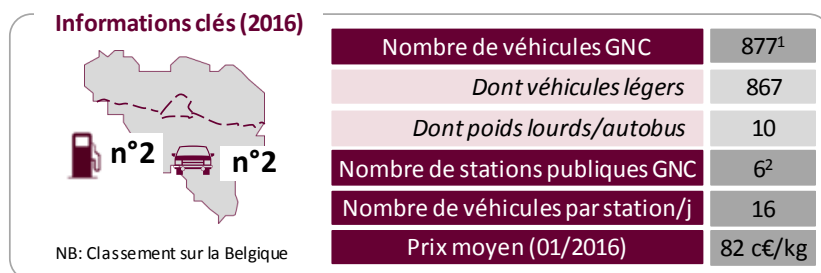 Informations clés (2016)
n°2
n°2
NB: Classement sur la Belgique
Nombre de véhicules GNC 877¹
Dont véhicules légers 867
Dont poids lourds/autobus 10
Nombre de stations publiques GNC 6²
Nombre de véhicules par station/j 16
Prix moyen (01/2016) 82 c€/kg